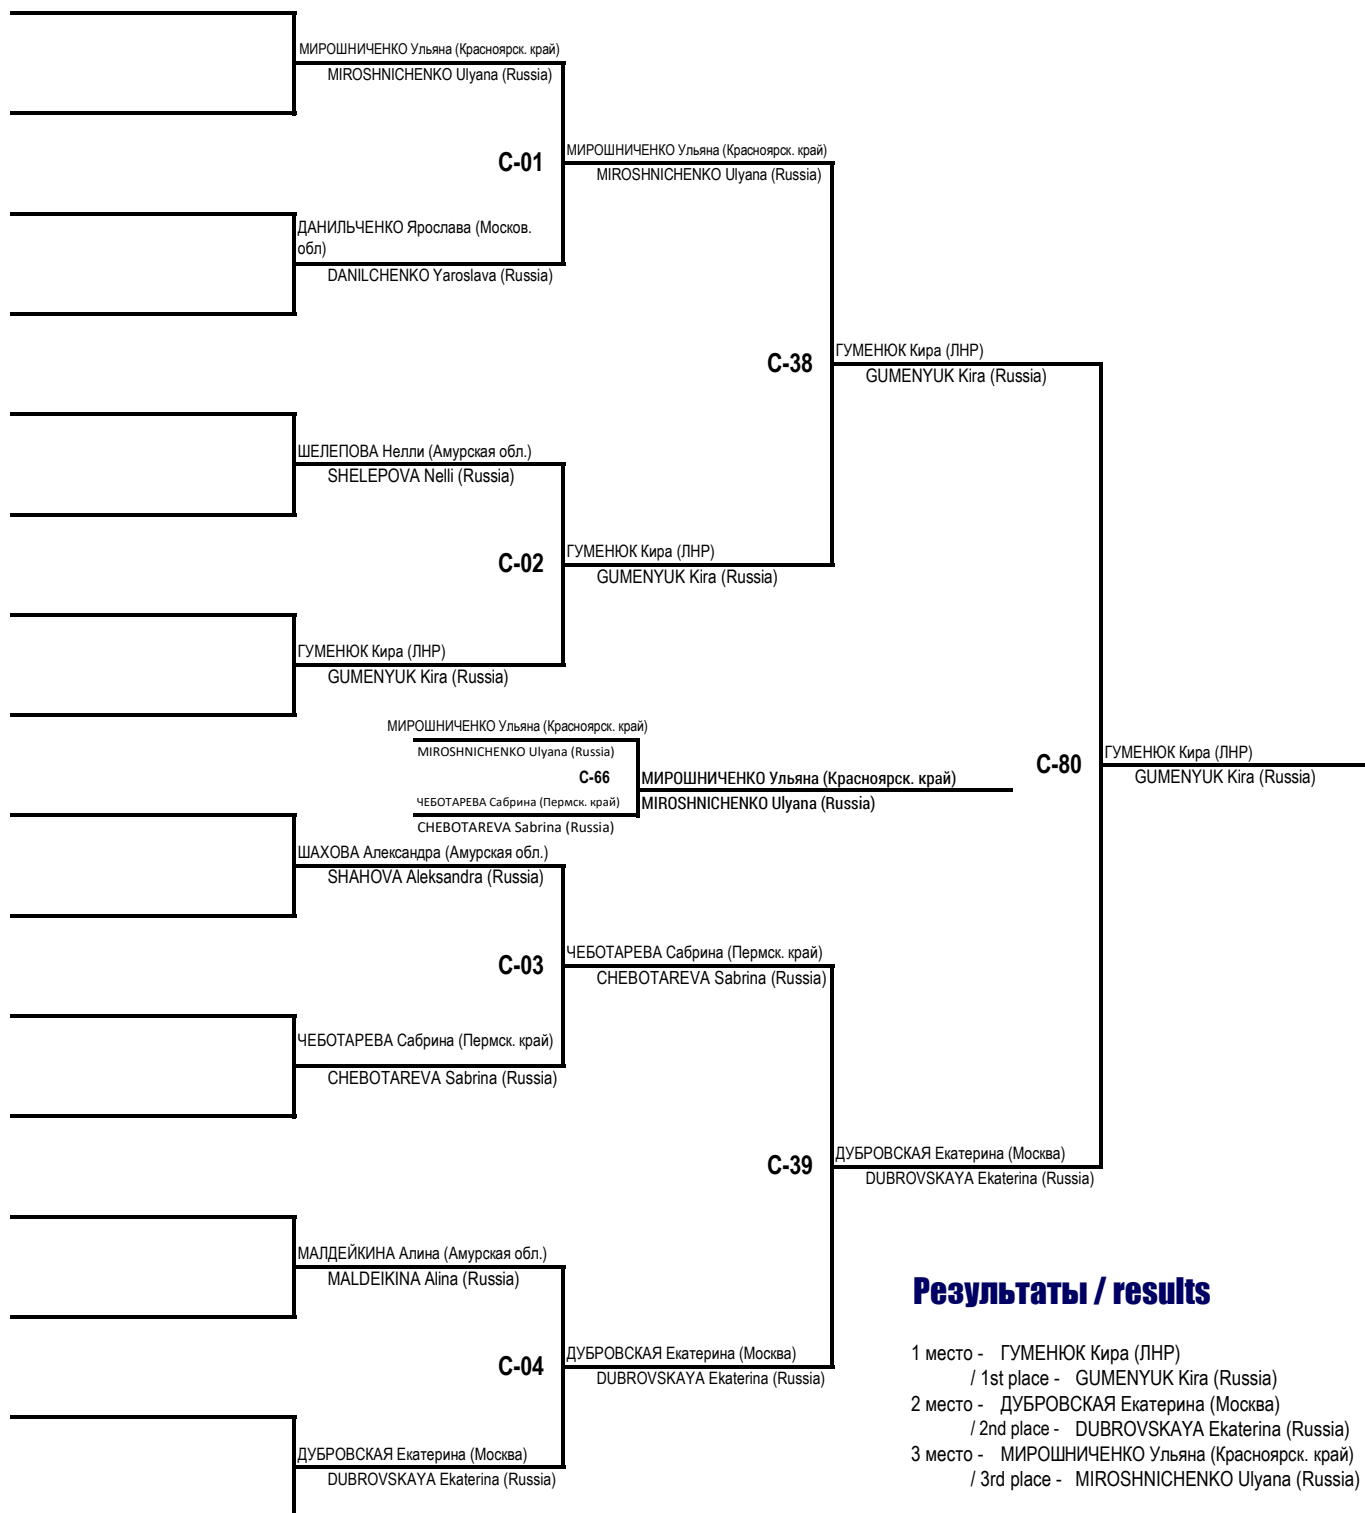 МИРОШНИЧЕНКО Ульяна (Красноярск. край)
MIROSHNICHENKO Ulyana (Russia)
C-01
МИРОШНИЧЕНКО Ульяна (Красноярск. край)
MIROSHNICHENKO Ulyana (Russia)
ДАНИЛЬЧЕНКО Ярослава (Москов.
обл)
DANILCHENKO Yaroslava (Russia)
C-38
ГУМЕНЮК Кира (ЛНР)
GUMENYUK Kira (Russia)
ШЕЛЕПОВА Нелли (Амурская обл.)
SHELEPOVA Nelli (Russia)
C-02
ГУМЕНЮК Кира (ЛНР)
GUMENYUK Kira (Russia)
ГУМЕНЮК Кира (ЛНР)
GUMENYUK Kira (Russia)
МИРОШНИЧЕНКО Ульяна (Красноярск. край)
MIROSHNICHENKO Ulyana (Russia)
C-66
МИРОШНИЧЕНКО Ульяна (Красноярск. край)
MIROSHNICHENKO Ulyana (Russia)
ЧЕБОТАРЕВА Сабрина (Пермск. край)
CHEBOTAREVA Sabrina (Russia)
C-80
ГУМЕНЮК Кира (ЛНР)
GUMENYUK Kira (Russia)
ШАХОВА Александра (Амурская обл.)
SHAHOVA Aleksandra (Russia)
C-03
ЧЕБОТАРЕВА Сабрина (Пермск. край)
CHEBOTAREVA Sabrina (Russia)
ЧЕБОТАРЕВА Сабрина (Пермск. край)
CHEBOTAREVA Sabrina (Russia)
C-39
ДУБРОВСКАЯ Екатерина (Москва)
DUBROVSKAYA Ekaterina (Russia)
МАЛДЕЙКИНА Алина (Амурская обл.)
MALDEIKINA Alina (Russia)
C-04
ДУБРОВСКАЯ Екатерина (Москва)
DUBROVSKAYA Ekaterina (Russia)
ДУБРОВСКАЯ Екатерина (Москва)
DUBROVSKAYA Ekaterina (Russia)
Результаты / results
1 место - ГУМЕНЮК Кира (ЛНР)
/ 1st place - GUMENYUK Kira (Russia)
2 место - ДУБРОВСКАЯ Екатерина (Москва)
/ 2nd place - DUBROVSKAYA Ekaterina (Russia)
3 место - МИРОШНИЧЕНКО Ульяна (Красноярск. край)
/ 3rd place - MIROSHNICHENKO Ulyana (Russia)